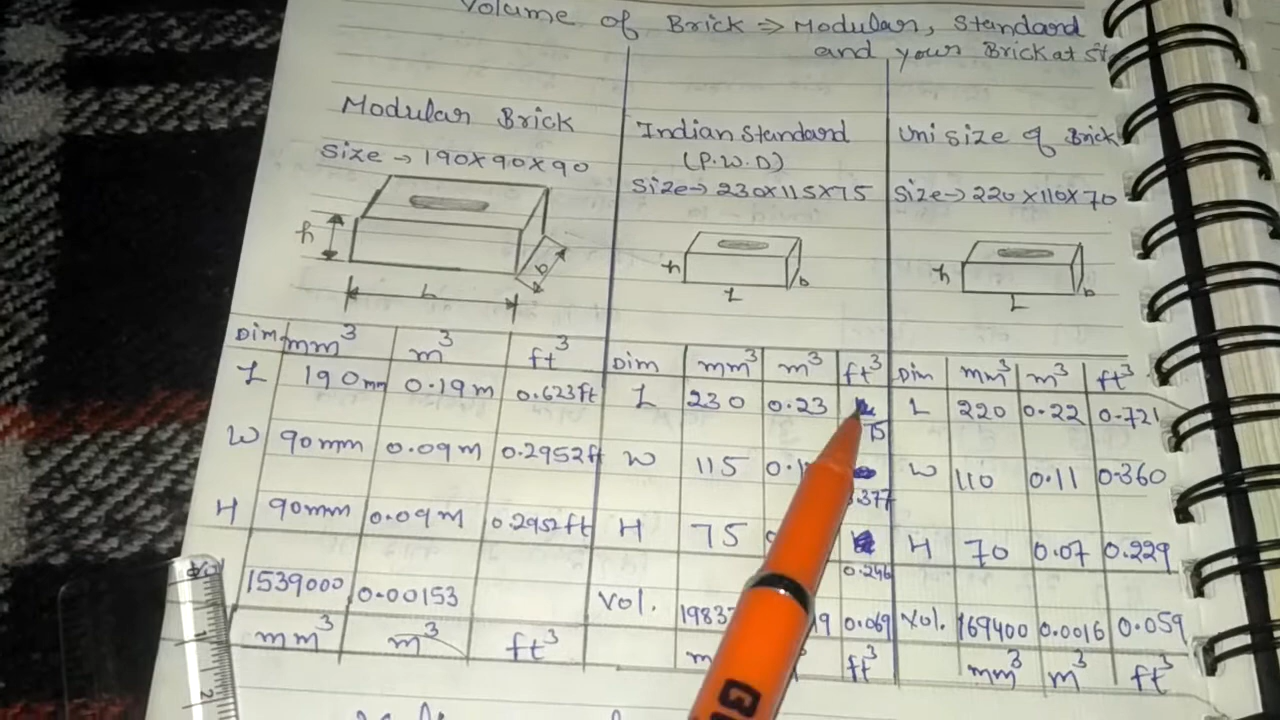 Volume of Brick ⇒ Modular, Standard
and your Brick at
Modular Brick
Size → 190x90x90
h
b
L
Dim mm³ m³ ft³
L 190mm 0.19m 0.623ft
W 90mm 0.09m 0.2952ft
H 90mm 0.09m 0.2952ft
1539000 0.00153
mm³ m³ ft³
Indian Standard
(P.W.D)
Size→ 230x115x75
h
b
L
Dim mm³ m³ ft³
L 230 0.23
75
W 115
.377
H 75
0.246
Vol. 0.069
ft³
Uni size of Brick
Size→ 220x110x70
h
b
L
Dim mm³ m³ ft³
L 220 0.22 0.721
W 110 0.11 0.360
H 70 0.07 0.229
Vol. 169400 0.0016 0.059
mm³ m³ ft³